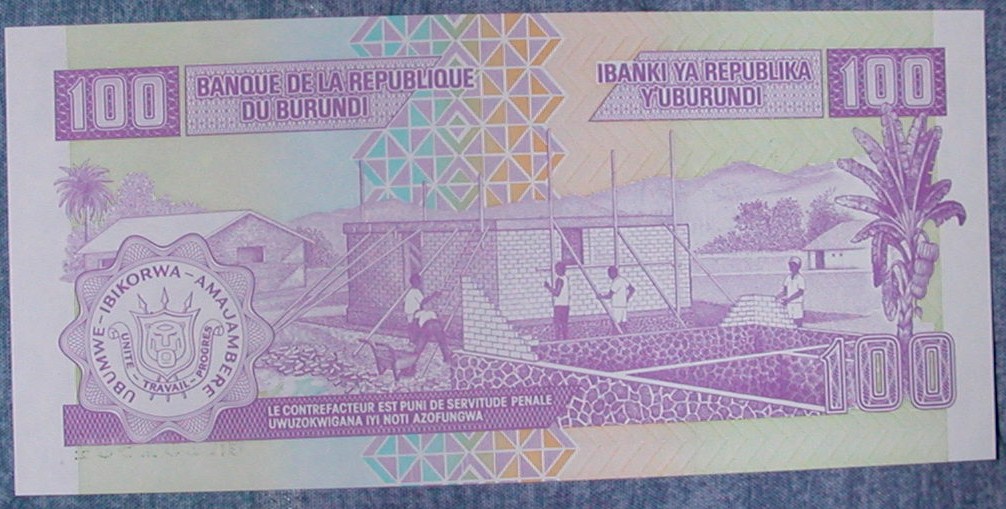 100
BANQUE DE LA REPUBLIQUE
DU BURUNDI
IBANKI YA REPUBLIKA
Y'UBURUNDI
100
UBUMWE-IBIKORWA-AMAJAMBERE
UNITE - TRAVAIL - PROGRES
100
LE CONTREFACTEUR EST PUNI DE SERVITUDE PENALE
UWUZOKWIGANA IYI NOTI AZOFUNGWA